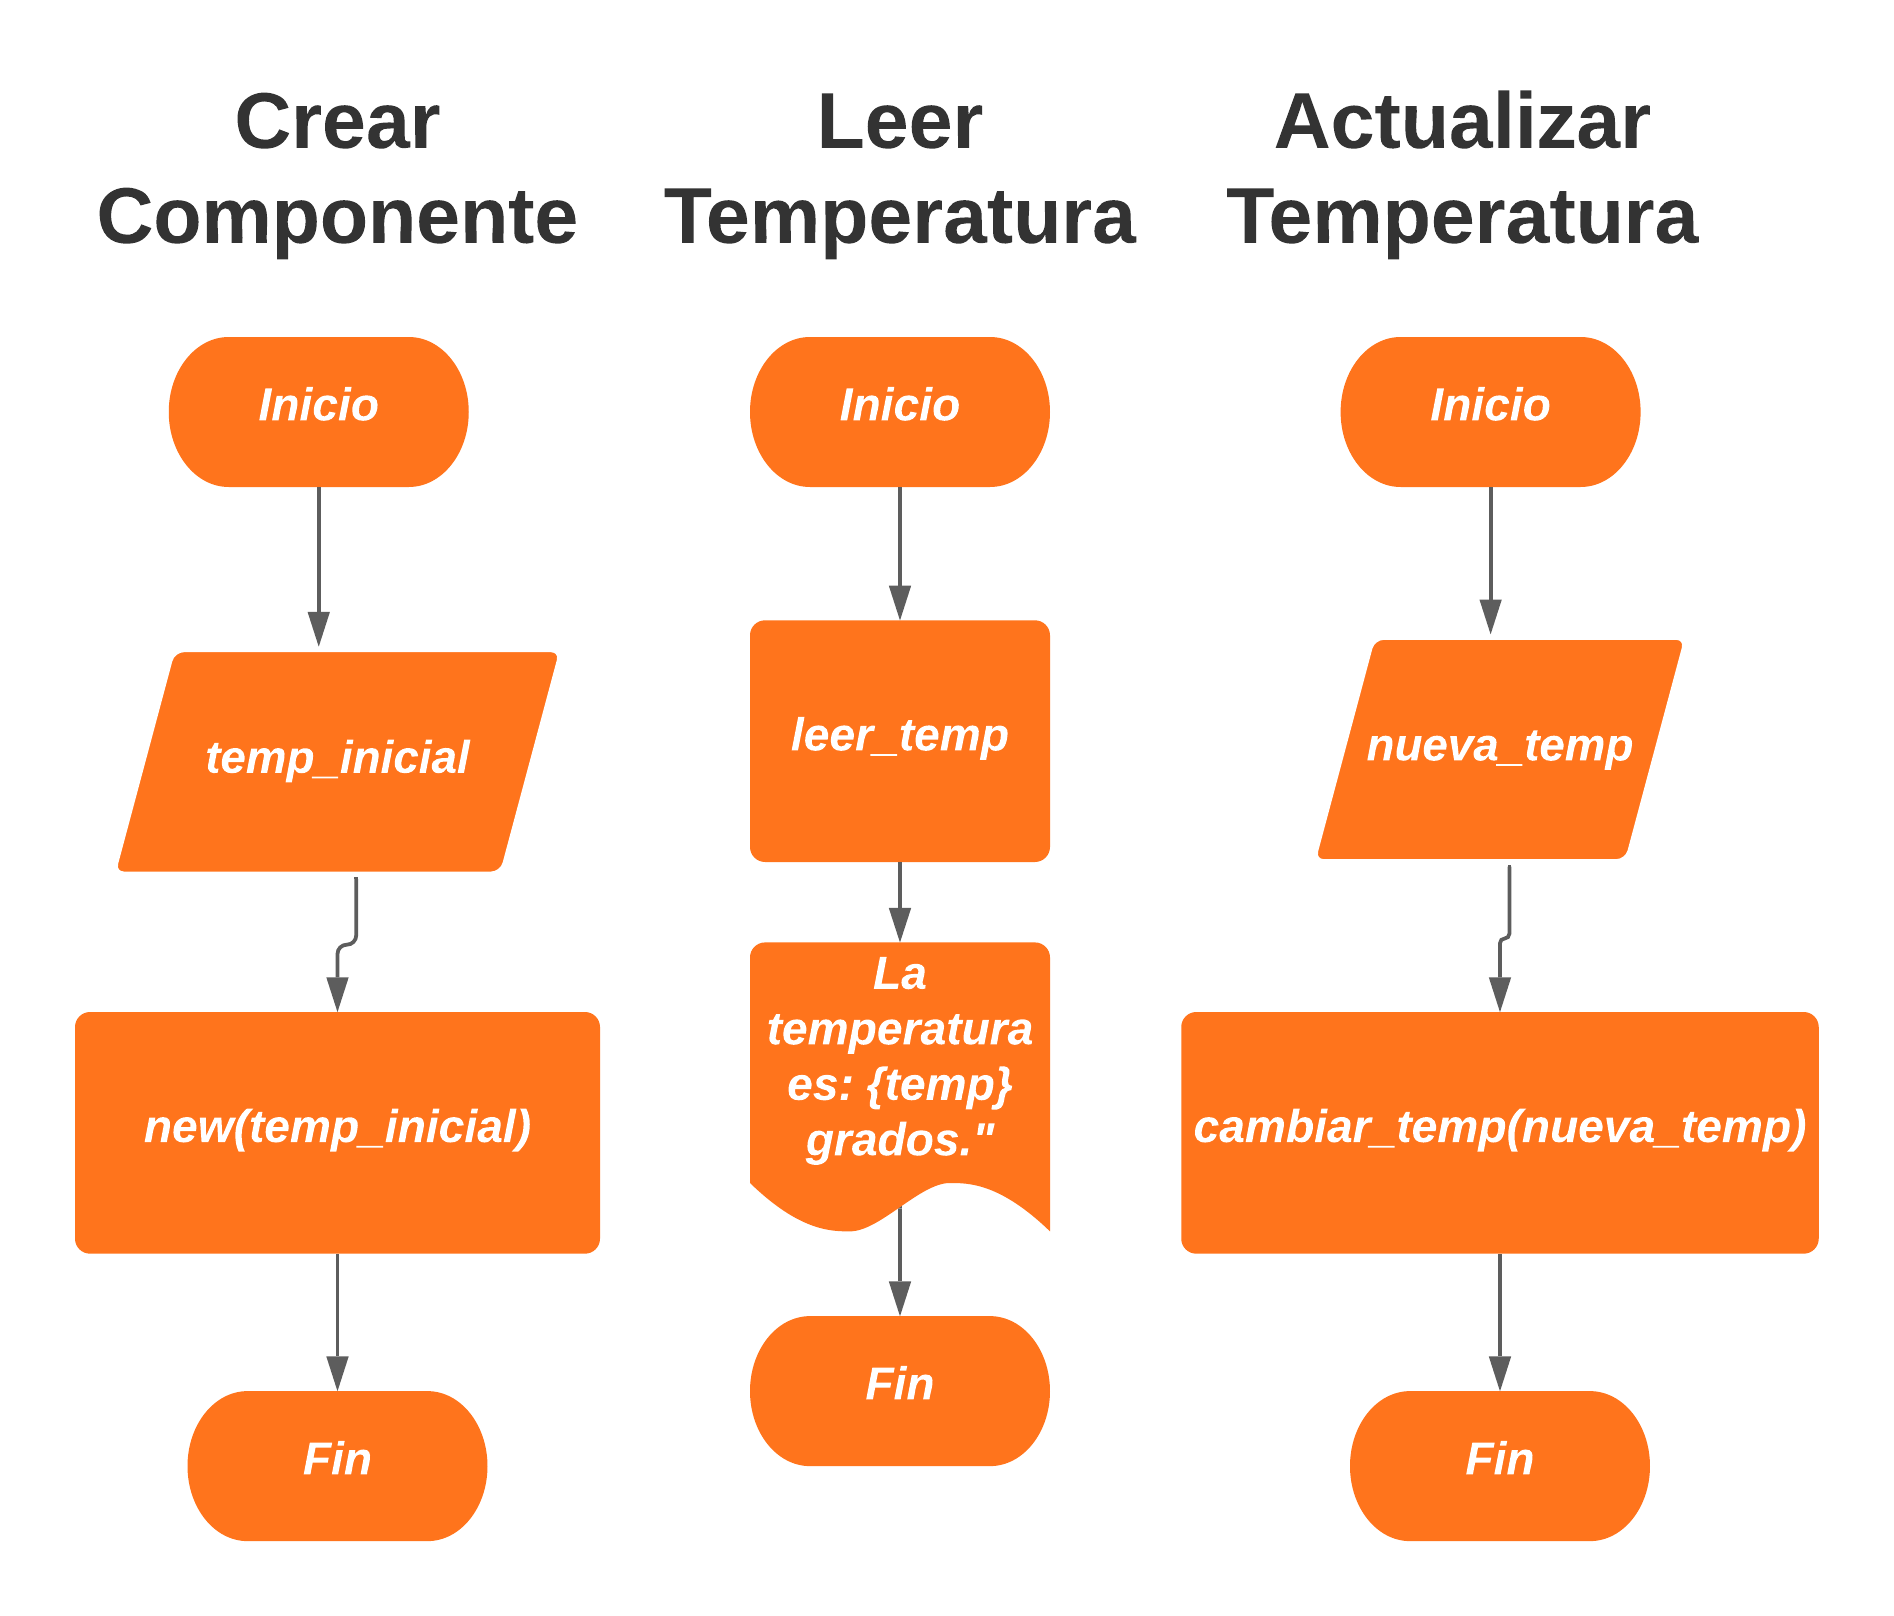 Crear
Componente
Inicio
temp_inicial
new(temp_inicial)
Fin
Leer
Temperatura
Inicio
leer_temp
La
temperatura
es: {temp}
grados."
Fin
Actualizar
Temperatura
Inicio
nueva_temp
cambiar_temp(nueva_temp)
Fin